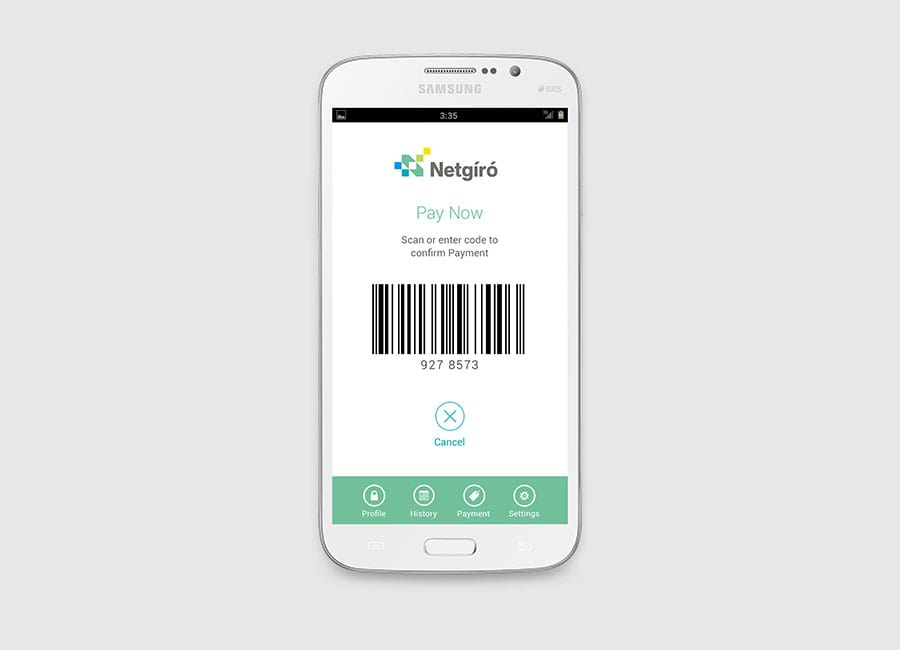 SAMSUNG
DUOS
3:35
Netgíró
Pay Now
Scan or enter code to
confirm Payment
927 8573
Cancel
Profile History Payment Settings